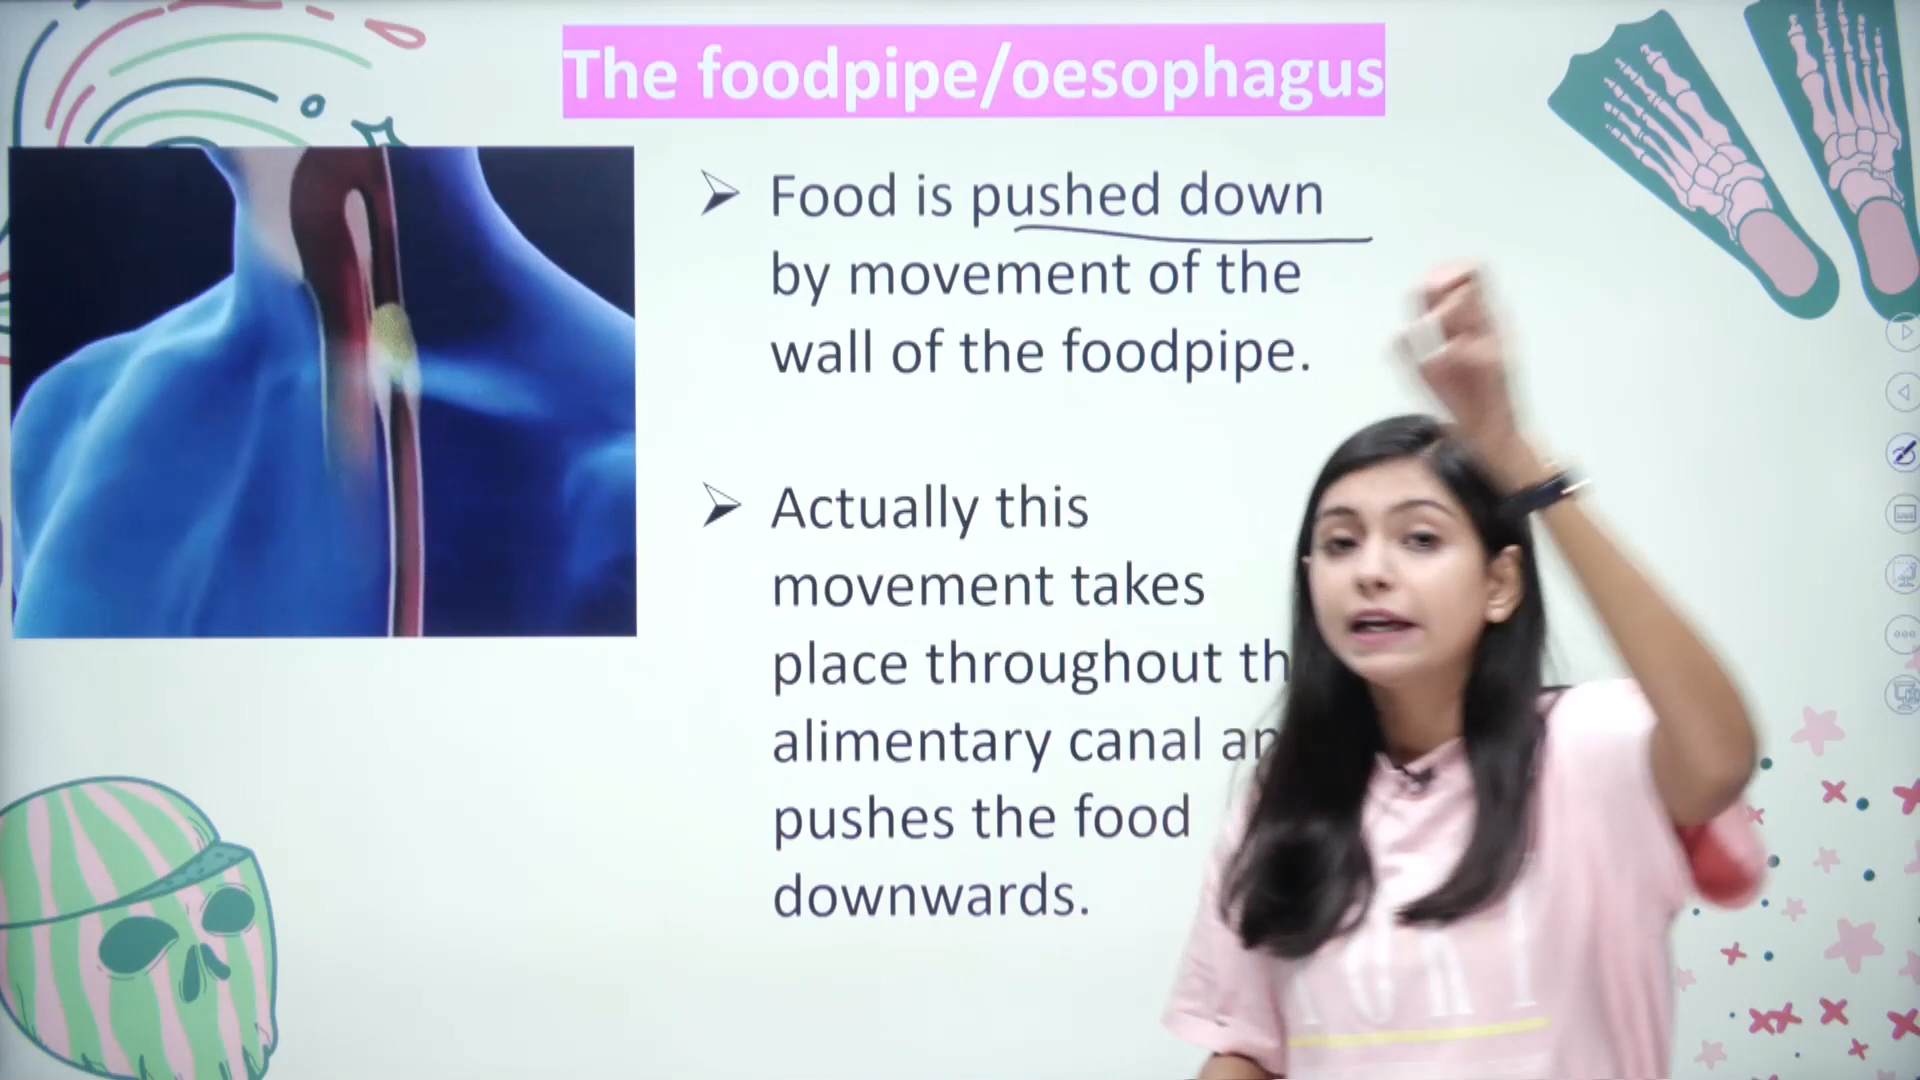 The foodpipe/oesophagus
➢ Food is pushed down
by movement of the
wall of the foodpipe.
➢ Actually this
movement takes
place throughout th
alimentary canal an
pushes the food
downwards.